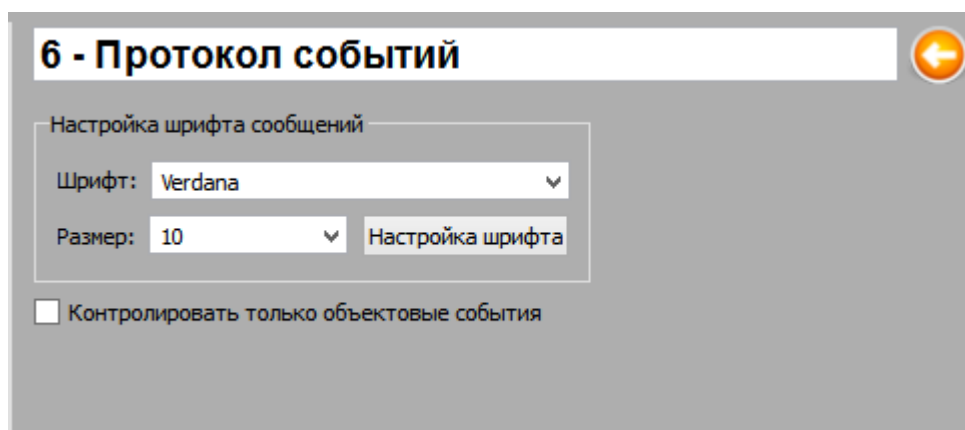 6 - Протокол событий
Настройка шрифта сообщений
Шрифт: Verdana
Размер: 10 Настройка шрифта
Контролировать только объектовые события